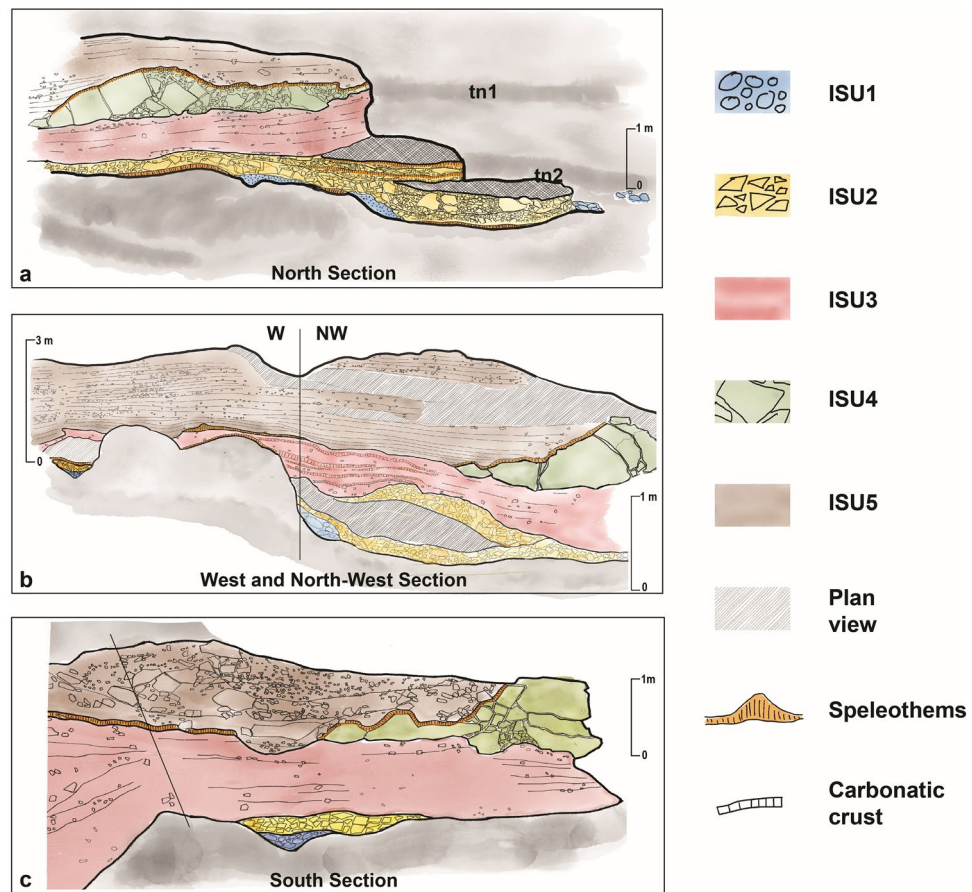 tn1
1 m
tn2
0
a
North Section
W
NW
3 m
0
1 m
b
West and North-West Section
0
1m
0
c
South Section
ISU1
ISU2
ISU3
ISU4
ISU5
Plan
view
Speleothems
Carbonatic
crust